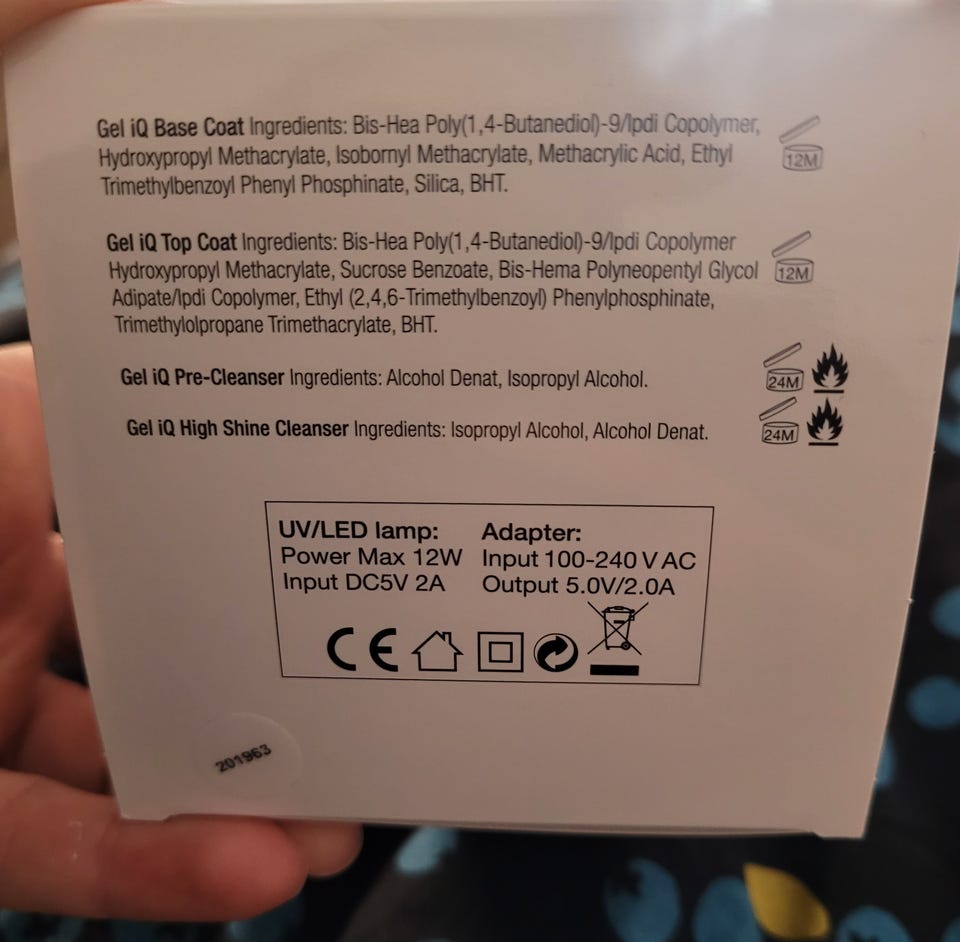 Gel iQ Base Coat Ingredients: Bis-Hea Poly(1,4-Butanediol)-9/Ipdi Copolymer,
Hydroxypropyl Methacrylate, Isobornyl Methacrylate, Methacrylic Acid, Ethyl
Trimethylbenzoyl Phenyl Phosphinate, Silica, BHT.
12M
Gel iQ Top Coat Ingredients: Bis-Hea Poly(1,4-Butanediol)-9/Ipdi Copolymer
Hydroxypropyl Methacrylate, Sucrose Benzoate, Bis-Hema Polyneopentyl Glycol
Adipate/Ipdi Copolymer, Ethyl (2,4,6-Trimethylbenzoyl) Phenylphosphinate,
Trimethylolpropane Trimethacrylate, BHT.
12M
Gel iQ Pre-Cleanser Ingredients: Alcohol Denat, Isopropyl Alcohol.
24M
Gel iQ High Shine Cleanser Ingredients: Isopropyl Alcohol, Alcohol Denat.
24M
UV/LED lamp:
Power Max 12W
Input DC5V 2A
Adapter:
Input 100-240 V AC
Output 5.0V/2.0A
CE
201963